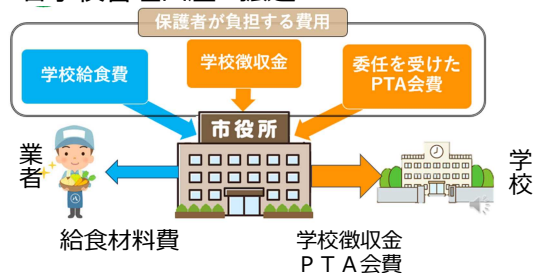 保護者が負担する費用
学校給食費
学校徴収金
委任を受けた
PTA会費
市役所
業者
学校
給食材料費
学校徴収金
ＰＴＡ会費